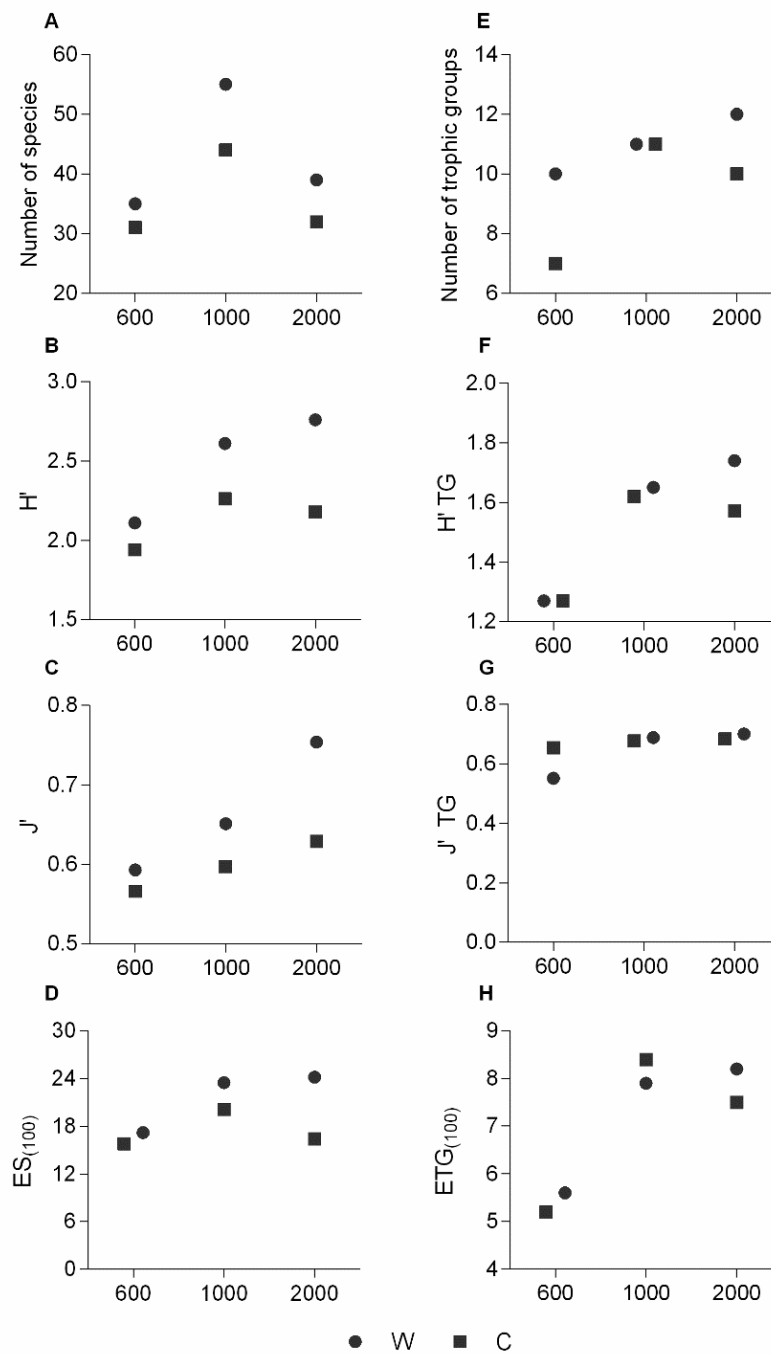 A
Number of species
60
50
40
30
20
600 1000 2000
B
H'
3.0
2.5
2.0
1.5
600 1000 2000
C
J'
0.8
0.7
0.6
0.5
600 1000 2000
D
ES(100)
30
24
18
12
6
0
600 1000 2000
E
Number of trophic groups
14
12
10
8
6
600 1000 2000
F
H' TG
2.0
1.8
1.6
1.4
1.2
600 1000 2000
G
J' TG
0.8
0.6
0.4
0.2
0.0
600 1000 2000
H
ETG(100)
9
8
7
6
5
4
600 1000 2000
W C